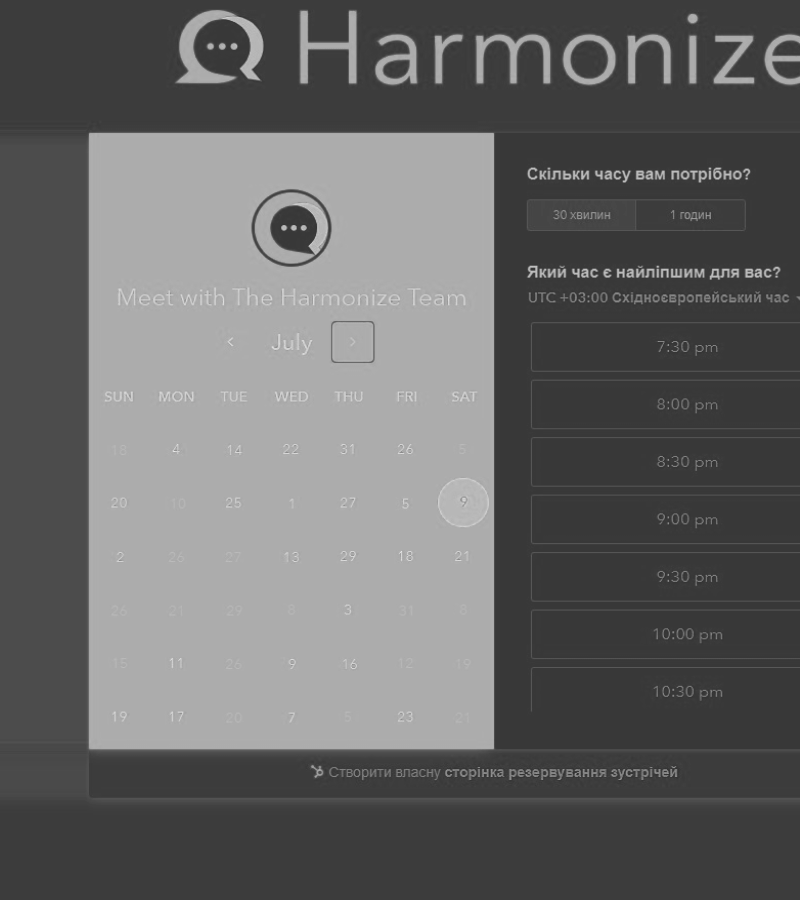 Harmonize
Meet with The Harmonize Team
July
SUN MON TUE WED THU FRI SAT
13 4 14 22 31 26 5
20 10 25 1 27 5 9
2 26 27 13 29 18 21
26 21 29 8 3 31 8
15 11 26 9 16 12 19
19 17 20 7 5 23 21
Скільки часу вам потрібно?
30 хвилин 1 годин
Який час є найліпшим для вас?
UTC +03:00 Східноєвропейський час
7:30 pm
8:00 pm
8:30 pm
9:00 pm
9:30 pm
10:00 pm
10:30 pm
Створити власну сторінка резервування зустрічей